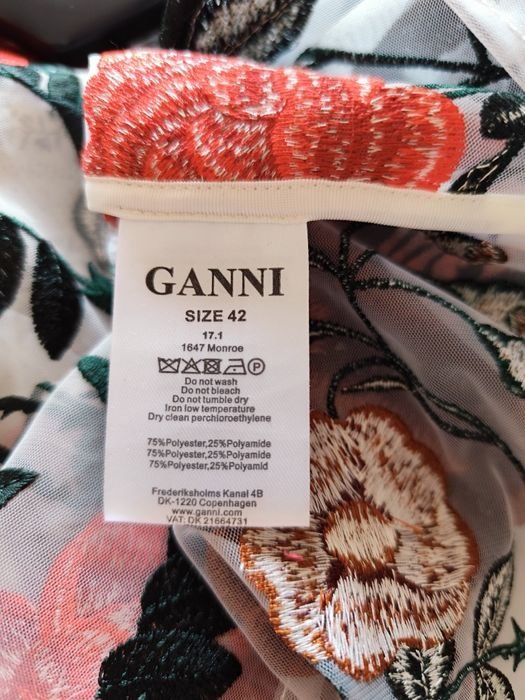 GANNI
SIZE 42
17.1
1647 Monroe
P
Do not wash
Do not bleach
Do not tumble dry
Iron low temperature
Dry clean perchloroethylene
75%Polyester,25%Polyamide
75%Polyester,25%Polyamide
75%Polyester,25%Polyamid
Frederiksholms Kanal 4B
DK-1220 Copenhagen
www.ganni.com
VAT: DK 21664731